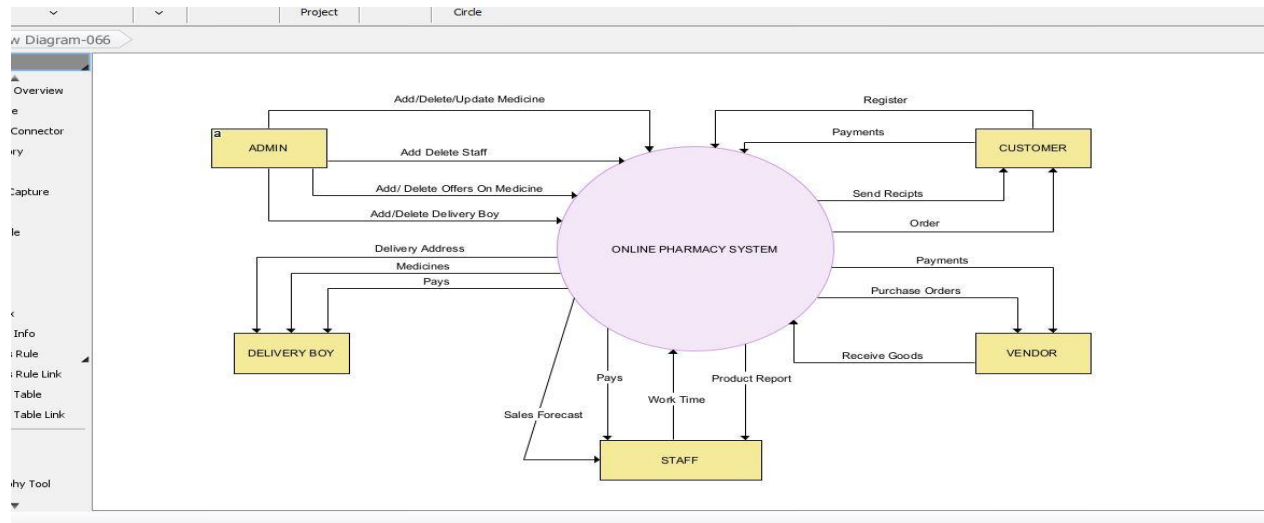 Project
Circle
w Diagram-066
Overview
e
Connector
ry
Capture
le
Info
s Rule
s Rule Link
Table
Table Link
hy Tool
Add/Delete/Update Medicine
Register
a
ADMIN
Payments
CUSTOMER
Add Delete Staff
Add/ Delete Offers On Medicine
Send Recipts
Add/Delete Delivery Boy
Order
Delivery Address
ONLINE PHARMACY SYSTEM
Medicines
Payments
Pays
Purchase Orders
DELIVERY BOY
VENDOR
Receive Goods
Pays
Product Report
Work Time
Sales Forecast
STAFF